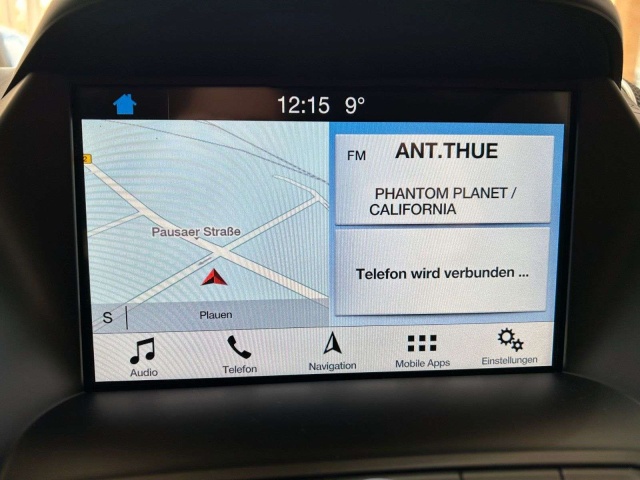 12:15 9°
FM ANT.THUE
PHANTOM PLANET /
CALIFORNIA
Pausaer Straße
Telefon wird verbunden ...
S Plauen
Audio Telefon Navigation Mobile Apps Einstellungen